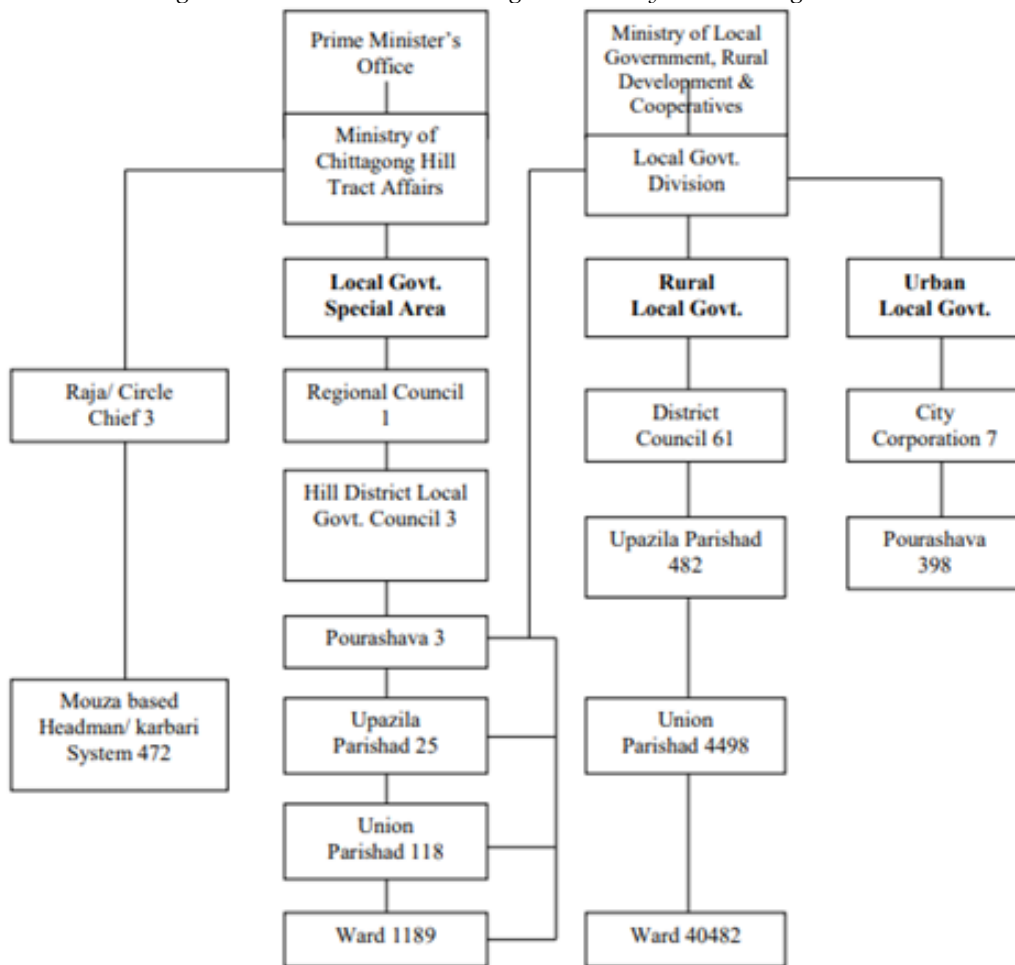 Prime Minister's
Office
Ministry of Local
Government, Rural
Development &
Cooperatives
Ministry of
Chittagong Hill
Tract Affairs
Local Govt.
Division
Local Govt.
Special Area
Rural
Local Govt.
Urban
Local Govt.
Raja/ Circle
Chief 3
Regional Council
1
District
Council 61
City
Corporation 7
Hill District Local
Govt. Council 3
Upazila Parishad
482
Pourashava
398
Pourashava 3
Mouza based
Headman/ karbari
System 472
Upazila
Parishad 25
Union
Parishad 4498
Union
Parishad 118
Ward 1189
Ward 40482